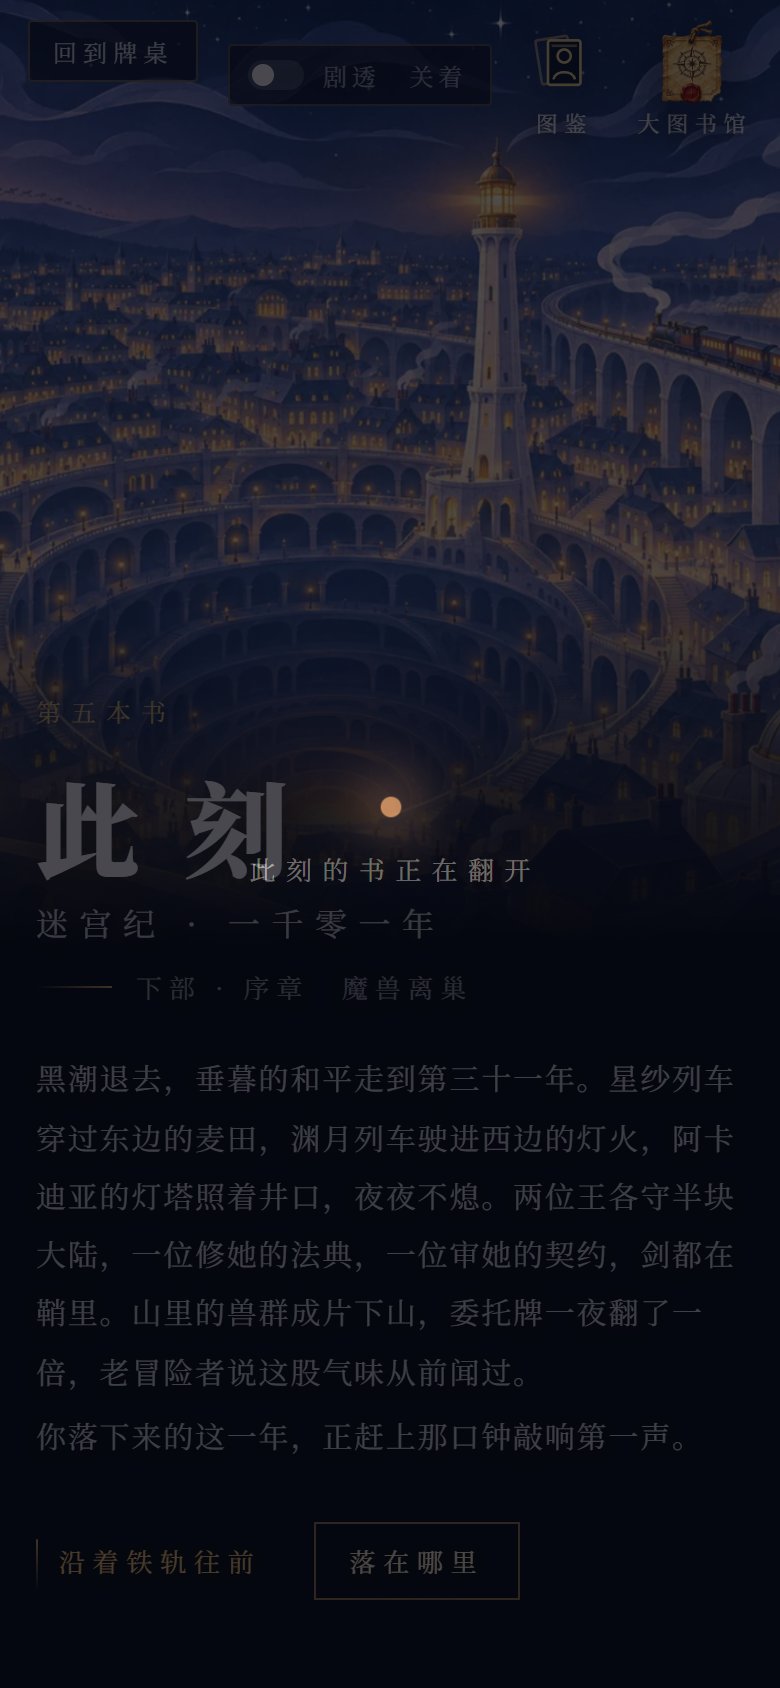 回到牌桌
剧透 关着
图鉴
大图书馆
第五本书
此刻
此刻的书正在翻开
迷宫纪 · 一千零一年
下部 · 序章 魔兽离巢
黑潮退去，垂暮的和平走到第三十一年。星纱列车
穿过东边的麦田，渊月列车驶进西边的灯火，阿卡
迪亚的灯塔照着井口，夜夜不熄。两位王各守半块
大陆，一位修她的法典，一位审她的契约，剑都在
鞘里。山里的兽群成片下山，委托牌一夜翻了一
倍，老冒险者说这股气味从前闻过。
你落下来的这一年，正赶上那口钟敲响第一声。
沿着铁轨往前
落在哪里